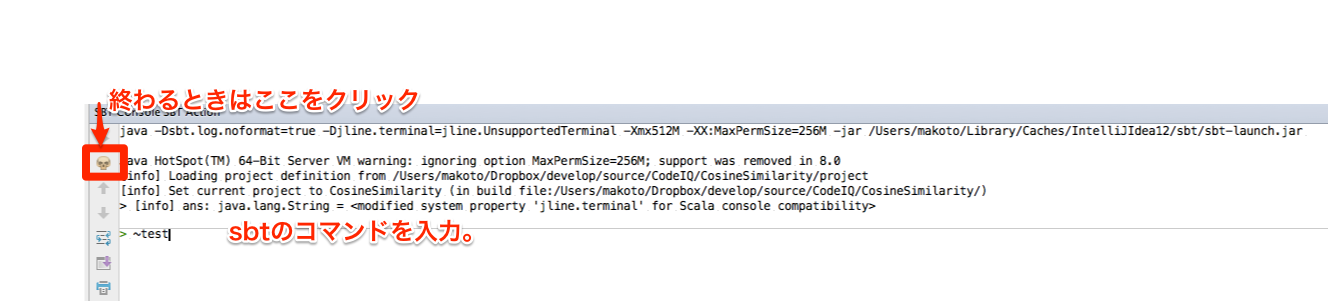 終わるときはここをクリック
SBT Console SBT Action
java -Dsbt.log.noformat=true -Djline.terminal=jline.UnsupportedTerminal -Xmx512M -XX:MaxPermSize=256M -jar /Users/makoto/Library/Caches/IntelliJIdea12/sbt/sbt-launch.jar
Java HotSpot(TM) 64-Bit Server VM warning: ignoring option MaxPermSize=256M; support was removed in 8.0
[info] Loading project definition from /Users/makoto/Dropbox/develop/source/CodeIQ/CosineSimilarity/project
[info] Set current project to CosineSimilarity (in build file:/Users/makoto/Dropbox/develop/source/CodeIQ/CosineSimilarity/)
> [info] ans: java.lang.String = <modified system property 'jline.terminal' for Scala console compatibility>
> ~test
sbtのコマンドを入力。